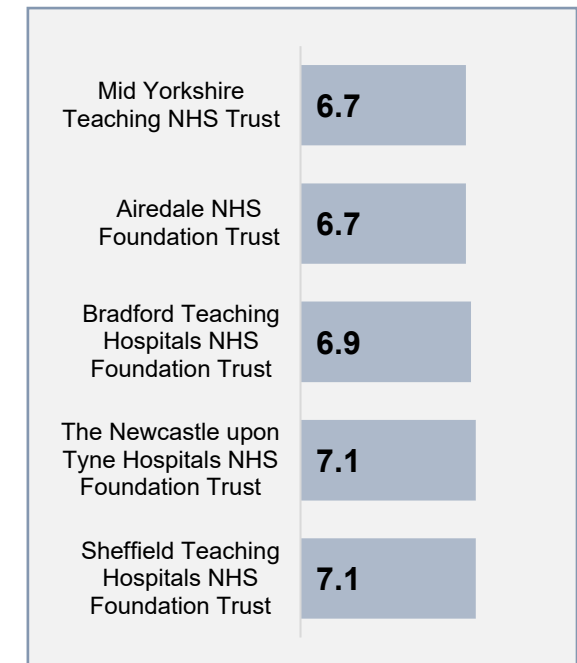 Mid Yorkshire
Teaching NHS Trust
6.7
Airedale NHS
Foundation Trust
6.7
Bradford Teaching
Hospitals NHS
Foundation Trust
6.9
The Newcastle upon
Tyne Hospitals NHS
Foundation Trust
7.1
Sheffield Teaching
Hospitals NHS
Foundation Trust
7.1